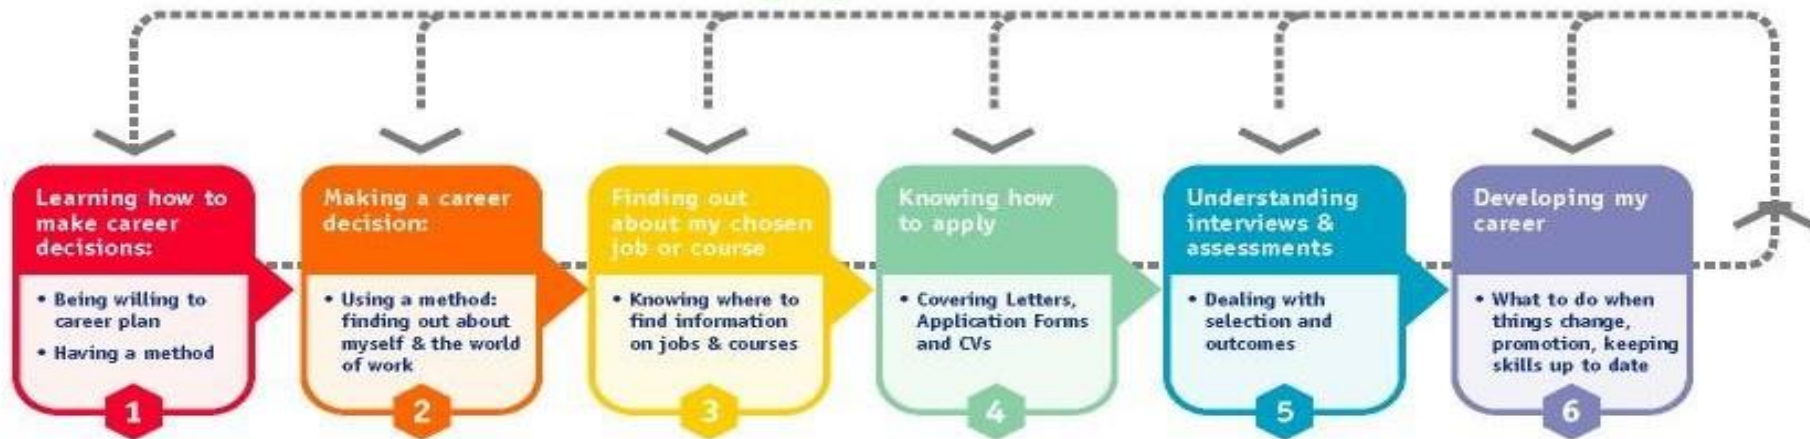 Learning how to
make career
decisions:
• Being willing to
career plan
• Having a method
1
Making a career
decision:
• Using a method:
finding out about
myself & the world
of work
2
Finding out
about my chosen
job or course
• Knowing where to
find information
on jobs & courses
3
Knowing how
to apply
• Covering Letters,
Application Forms
and CVs
4
Understanding
interviews &
assessments
• Dealing with
selection and
outcomes
5
Developing my
career
• What to do when
things change,
promotion, keeping
skills up to date
6